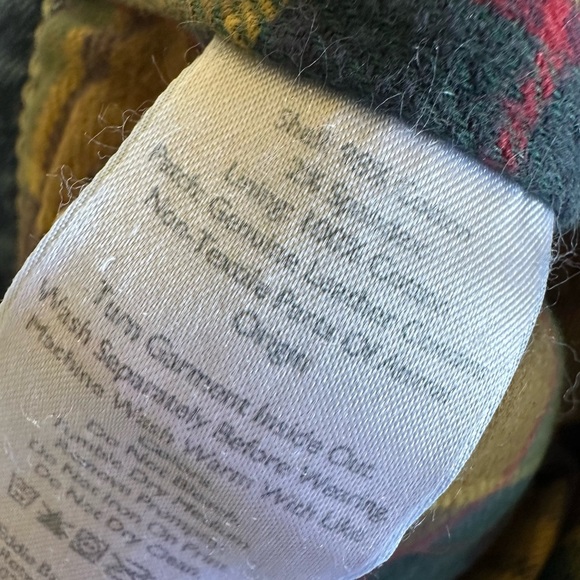 Shell: 98% Cotton,
2% Spandex
Lining: 100% Cotton
Patch: Genuine Leather Contains
Non-Textile Parts Of Animal
Origin
Turn Garment Inside Out.
Wash Separately Before Wearing.
Machine Wash, Warm With Like
Do Not Bleach
Tumble Dry Medium
Do Not Iron On Print
Do Not Dry Clean